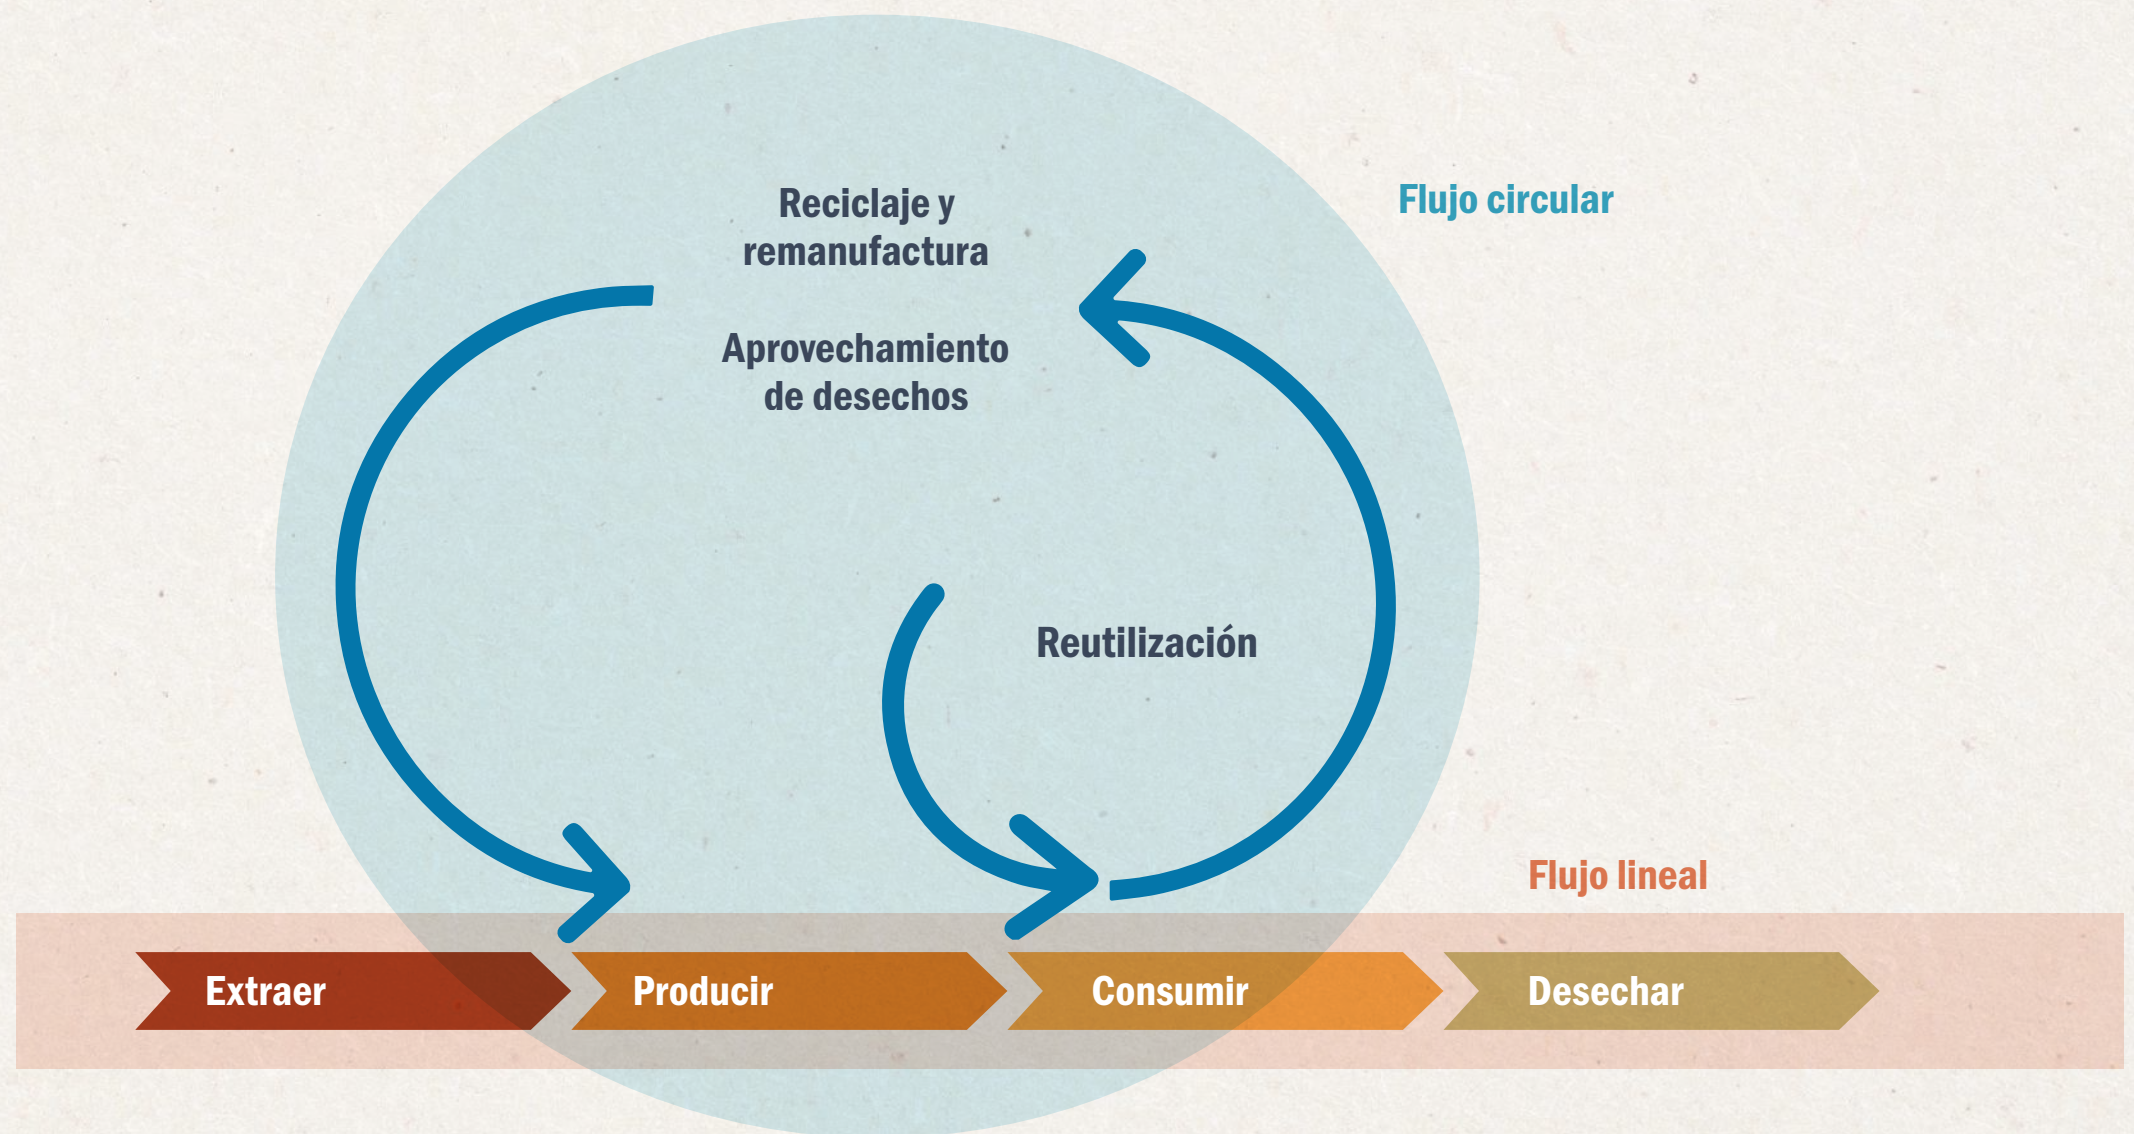 Reciclaje y
remanufactura
Flujo circular
Aprovechamiento
de desechos
Reutilización
Flujo lineal
Extraer
Producir
Consumir
Desechar